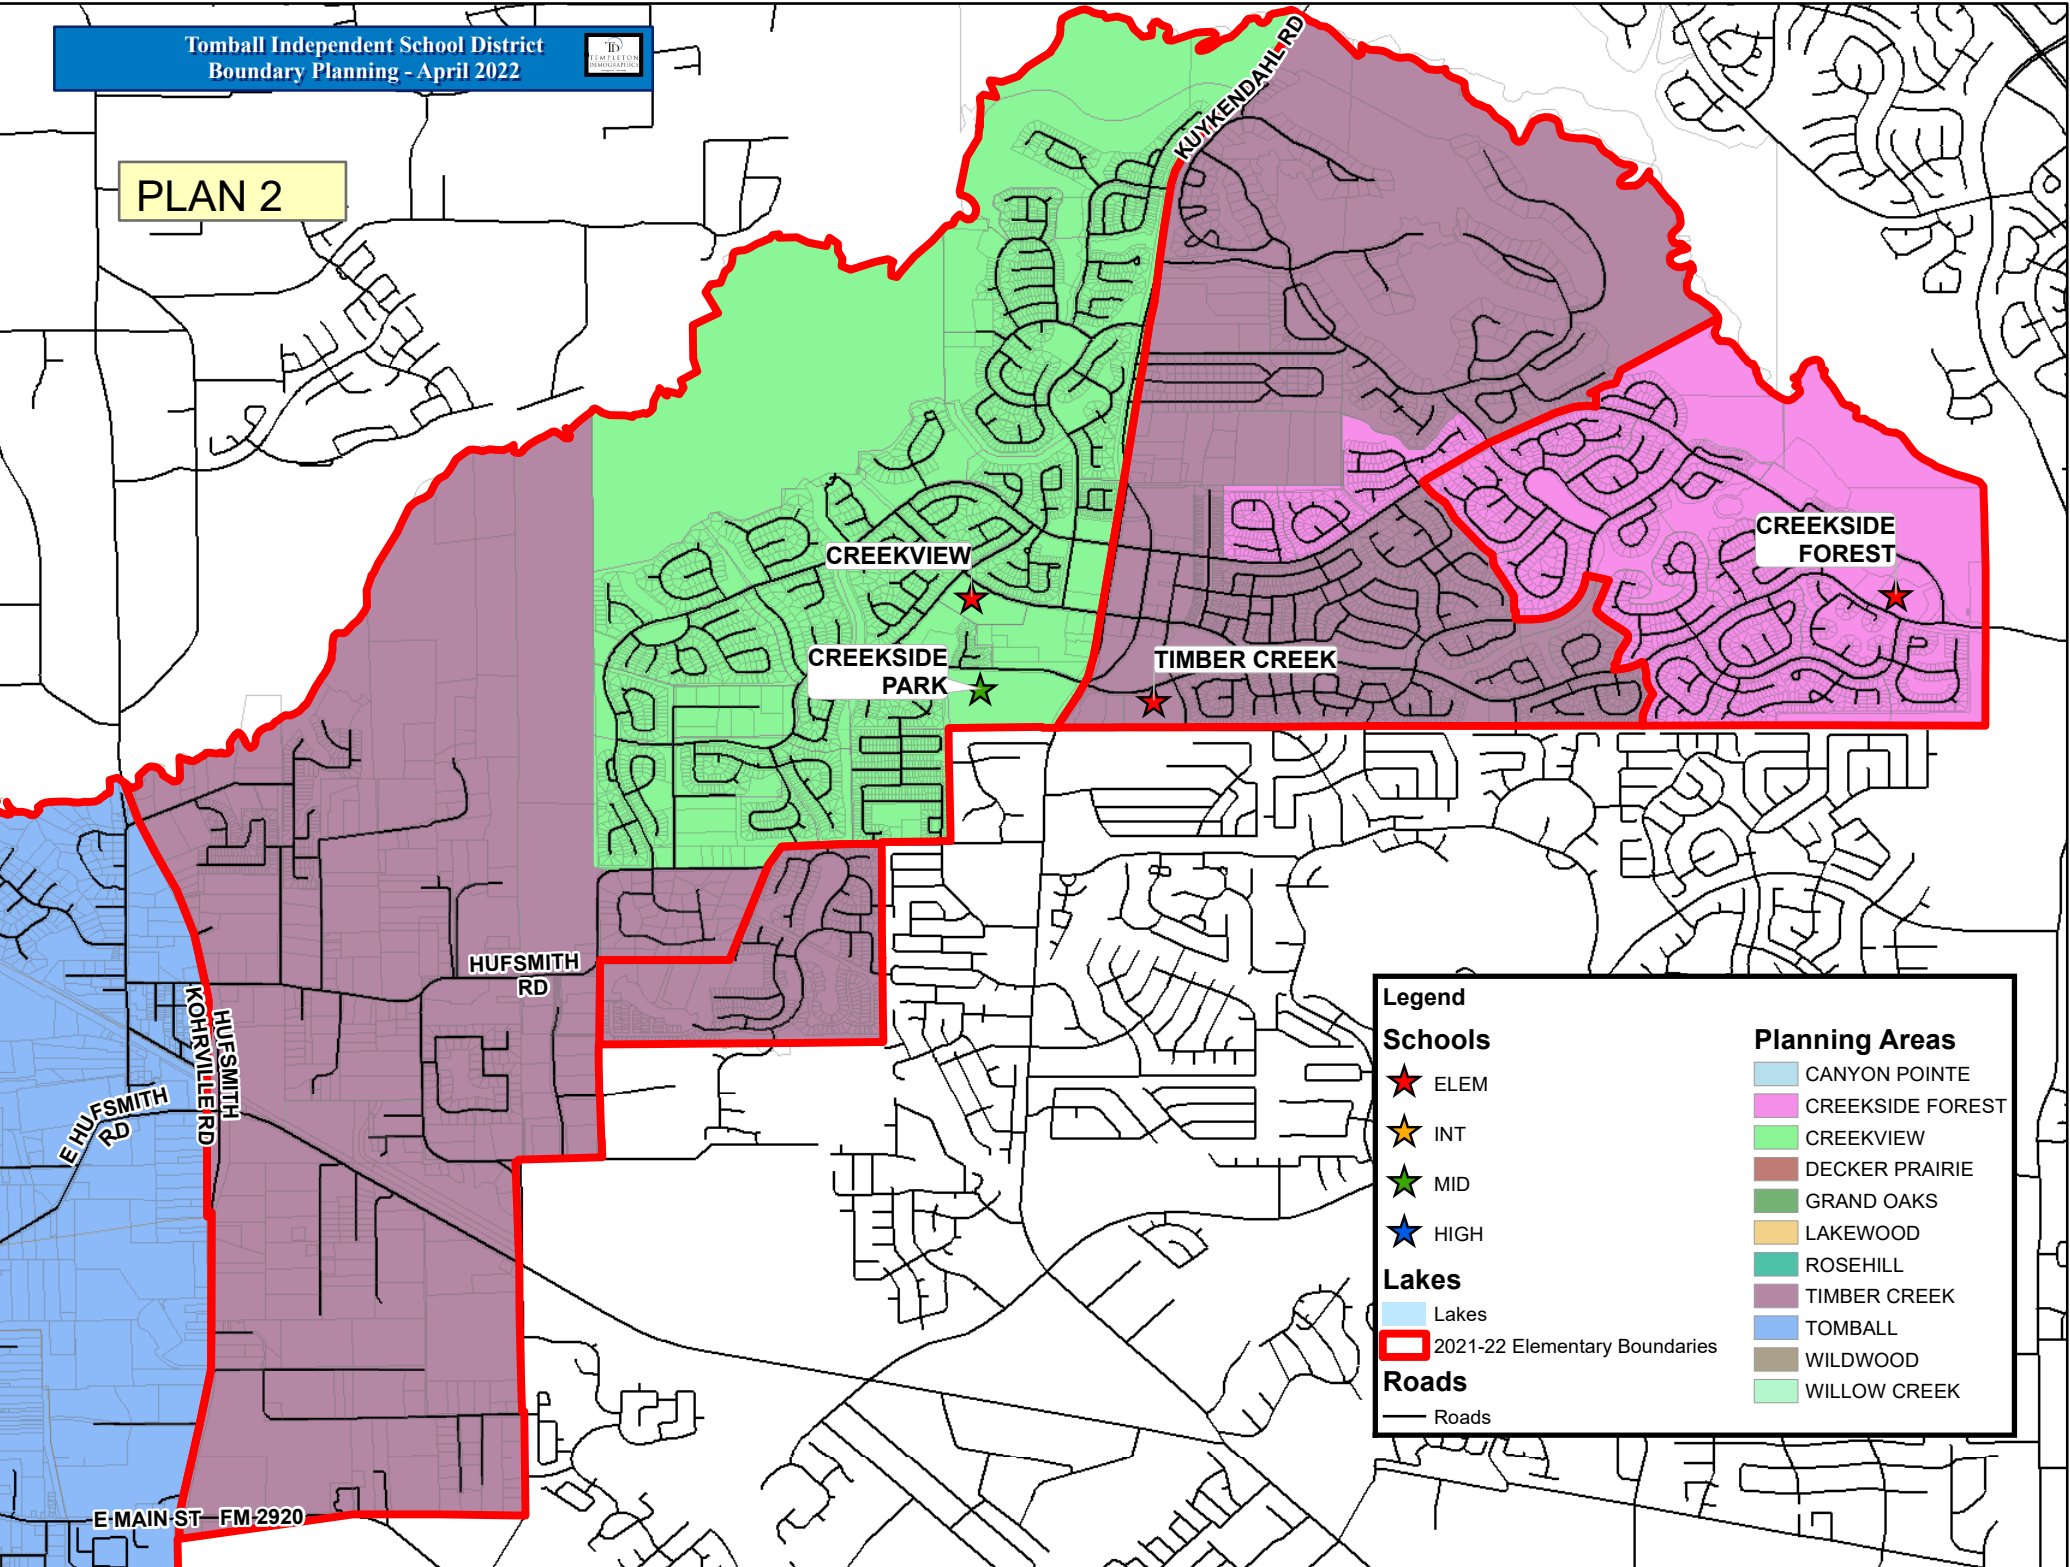 Tomball Independent School District
Boundary Planning - April 2022
TD
TEMPLETON
DEMOGRAPHICS
PLAN 2
KUYKENDAHL RD
CREEKVIEW
CREEKSIDE
FOREST
CREEKSIDE
PARK
TIMBER CREEK
HUFSMITH
RD
HUFSMITH
KOHRVILLE RD
E HUFSMITH
RD
E MAIN ST
FM 2920
Legend
Schools
ELEM
INT
MID
HIGH
Lakes
Lakes
2021-22 Elementary Boundaries
Roads
Roads
Planning Areas
CANYON POINTE
CREEKSIDE FOREST
CREEKVIEW
DECKER PRAIRIE
GRAND OAKS
LAKEWOOD
ROSEHILL
TIMBER CREEK
TOMBALL
WILDWOOD
WILLOW CREEK